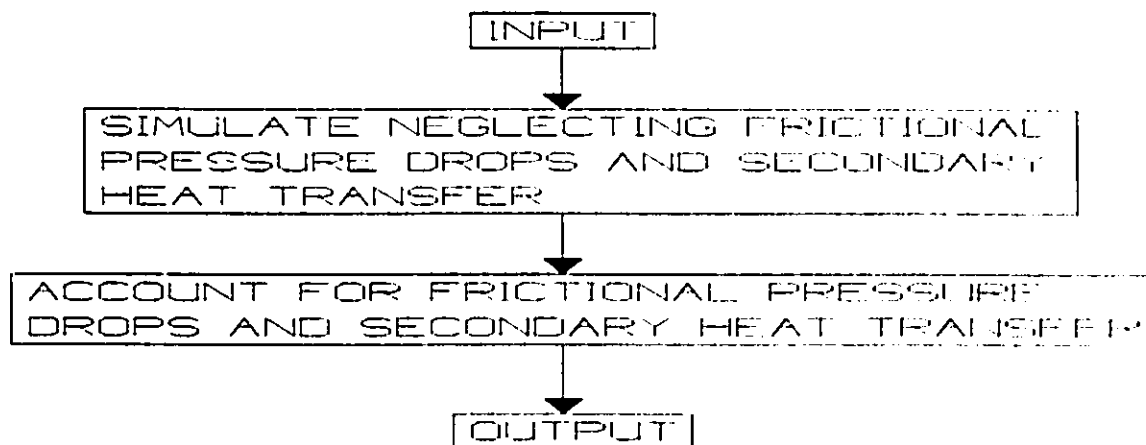 INPUT
SIMULATE NEGLECTING FRICTIONAL
PRESSURE DROPS AND SECONDARY
HEAT TRANSFER
ACCOUNT FOR FRICTIONAL PRESSURE
DROPS AND SECONDARY HEAT TRANSFER
OUTPUT